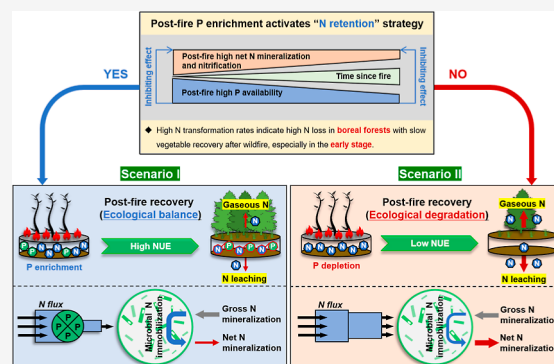 Post-fire P enrichment activates “N retention” strategy
YES
NO
Inhibiting effect
Post-fire high net N mineralization
and nitrification
Time since fire
Post-fire high P availability
Inhibiting effect
◆ High N transformation rates indicate high N loss in boreal forests with slow
vegetable recovery after wildfire, especially in the early stage.
Scenario I
Scenario II
Post-fire recovery
(Ecological balance)
Gaseous N
N
P
N
P
N
P
N
High NUE
N
N
P enrichment
N leaching
Post-fire recovery
(Ecological degradation)
Gaseous N
N
N
N
N
Low NUE
N
P depletion
N leaching
N flux
P
P
P
P
Microbial N
immobilization
Gross N
mineralization
Net N
mineralization
N flux
Microbial N
immobilization
Gross N
mineralization
Net N
mineralization